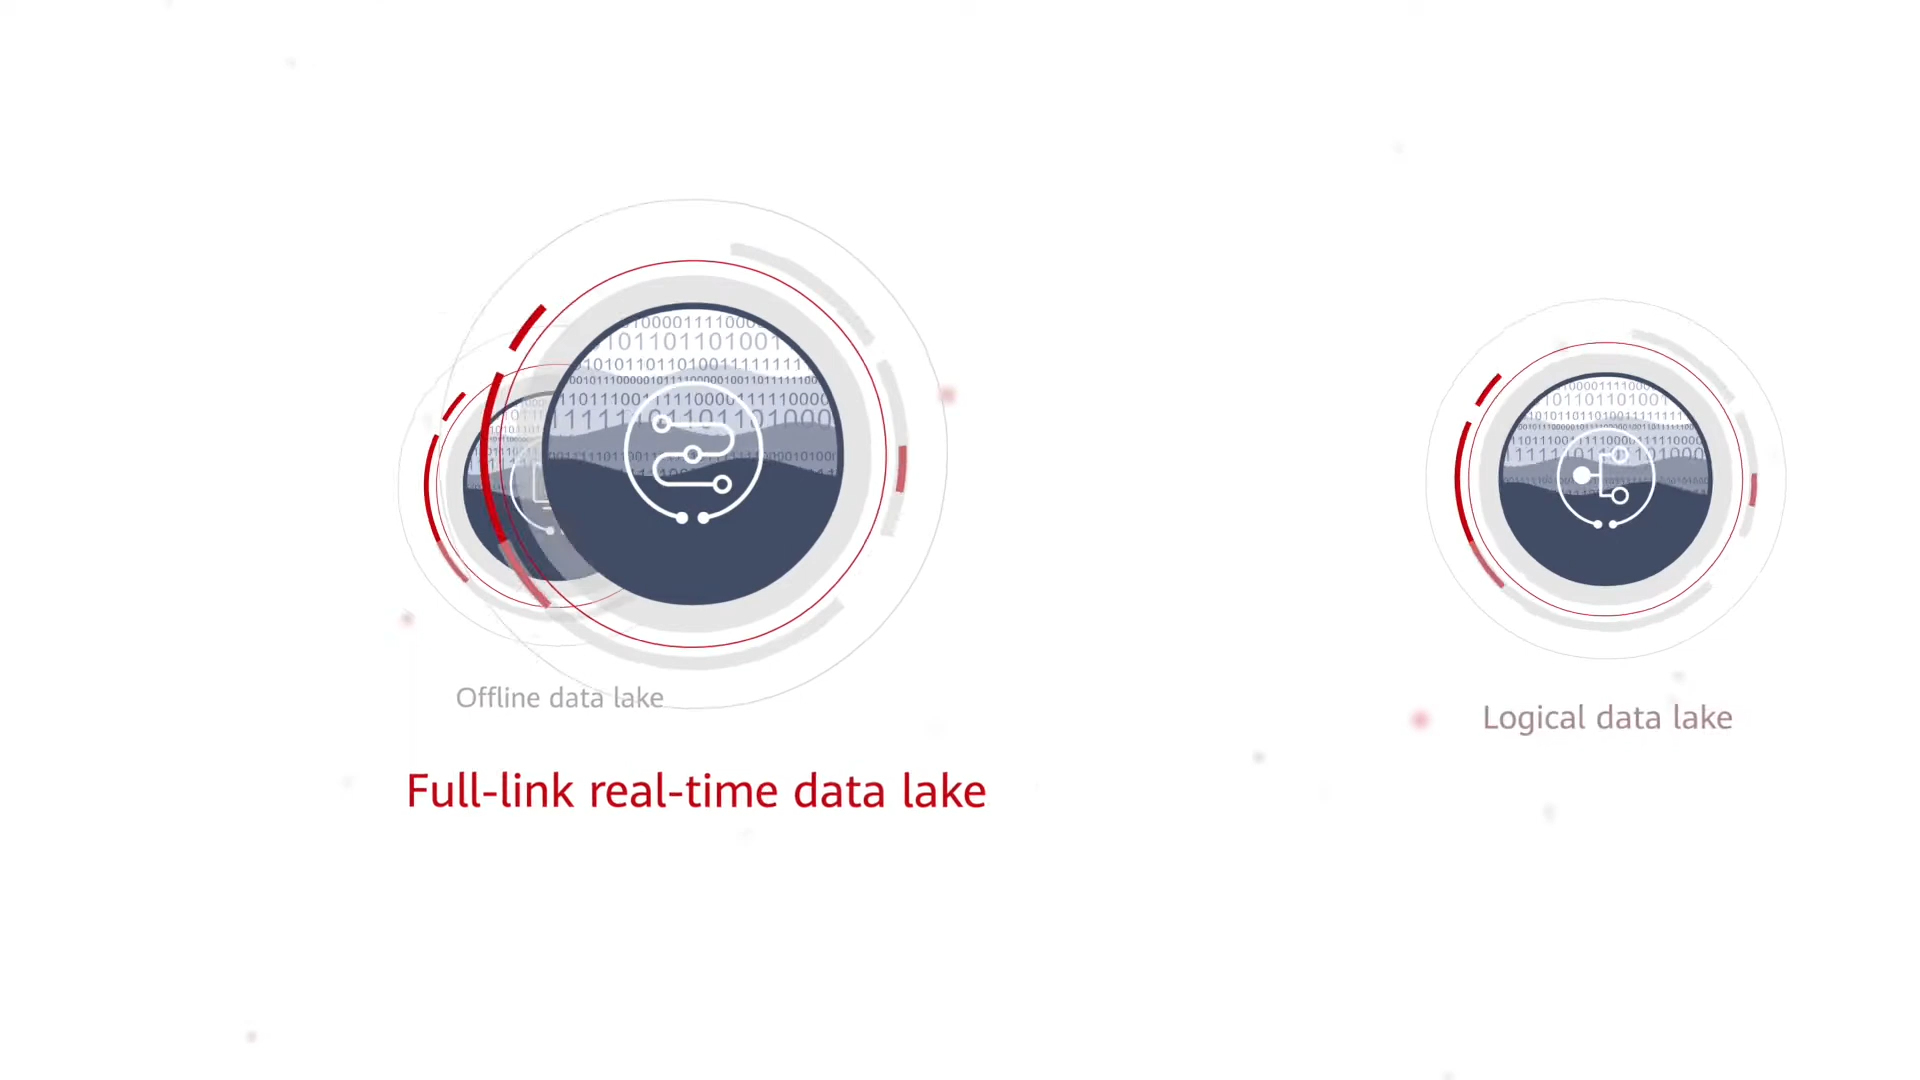 Offline data lake
Full-link real-time data lake
Logical data lake